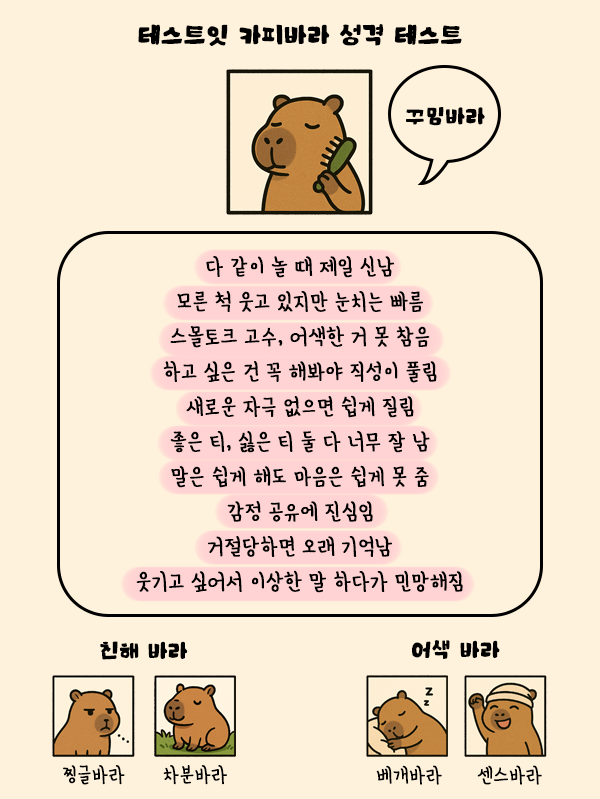 테스트잇 카피바라 성격 테스트
꾸밈바라
다 같이 놀 때 제일 신남
모른 척 웃고 있지만 눈치는 빠름
스몰토크 고수, 어색한 거 못 참음
하고 싶은 건 꼭 해봐야 직성이 풀림
새로운 자극 없으면 쉽게 질림
좋은 티, 싫은 티 둘 다 너무 잘 남
말은 쉽게 해도 마음은 쉽게 못 줌
감정 공유에 진심임
거절당하면 오래 기억남
웃기고 싶어서 이상한 말 하다가 민망해짐
친해 바라
어색 바라
z
z
찡글바라
차분바라
베개바라
센스바라